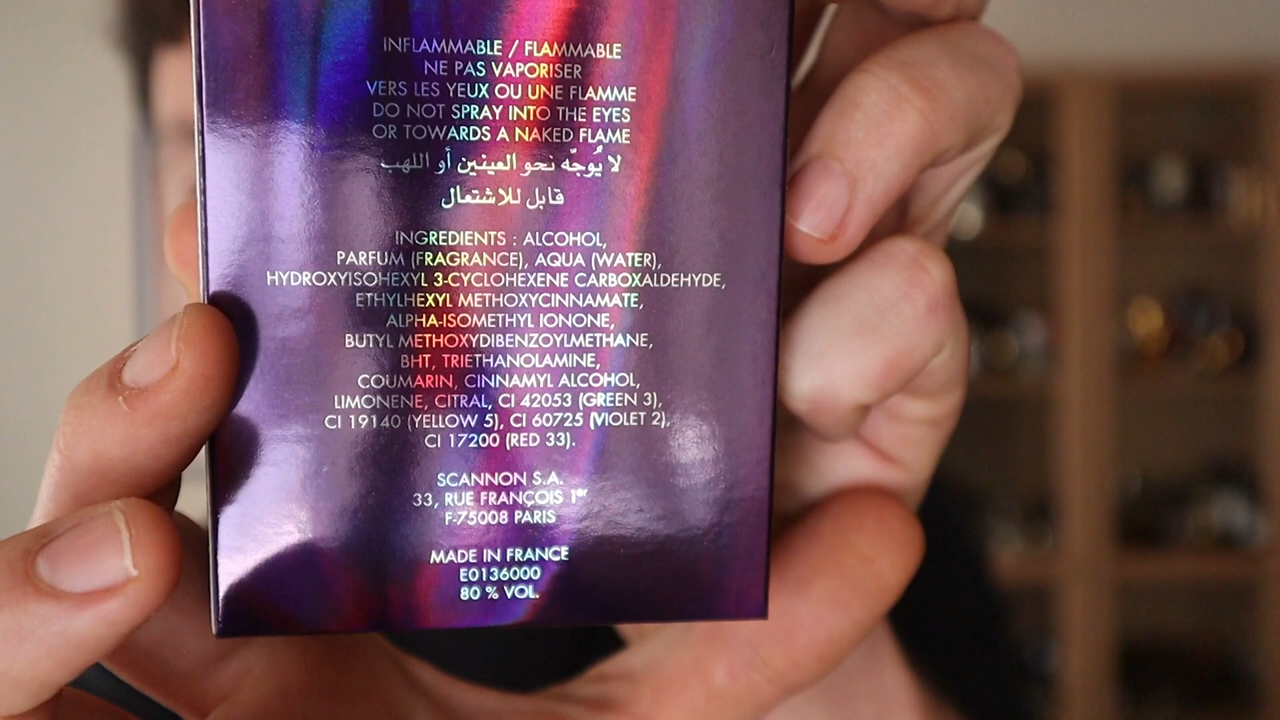 INFLAMMABLE / FLAMMABLE
NE PAS VAPORISER
VERS LES YEUX OU UNE FLAMME
DO NOT SPRAY INTO THE EYES
OR TOWARDS A NAKED FLAME
لا يُوجّه نحو العينين أو اللهب
قابل للاشتعال
INGREDIENTS : ALCOHOL,
PARFUM (FRAGRANCE), AQUA (WATER),
HYDROXYISOHEXYL 3-CYCLOHEXENE CARBOXALDEHYDE,
ETHYLHEXYL METHOXYCINNAMATE,
ALPHA-ISOMETHYL IONONE,
BUTYL METHOXYDIBENZOYLMETHANE,
BHT, TRIETHANOLAMINE,
COUMARIN, CINNAMYL ALCOHOL,
LIMONENE, CITRAL, CI 42053 (GREEN 3),
CI 19140 (YELLOW 5), CI 60725 (VIOLET 2),
CI 17200 (RED 33).
SCANNON S.A.
33, RUE FRANÇOIS 1er
F-75008 PARIS
MADE IN FRANCE
E0136000
80 % VOL.